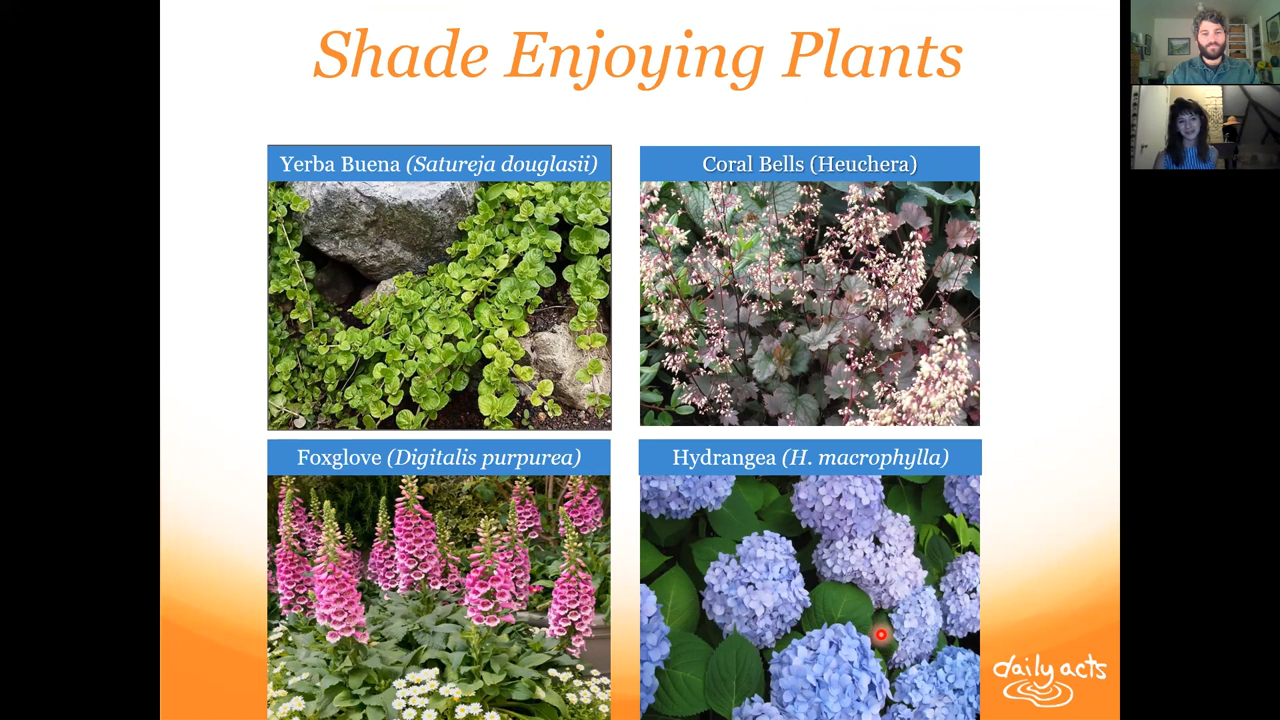 Shade Enjoying Plants
Yerba Buena (Satureja douglasii)
Coral Bells (Heuchera)
Foxglove (Digitalis purpurea)
Hydrangea (H. macrophylla)
daily acts